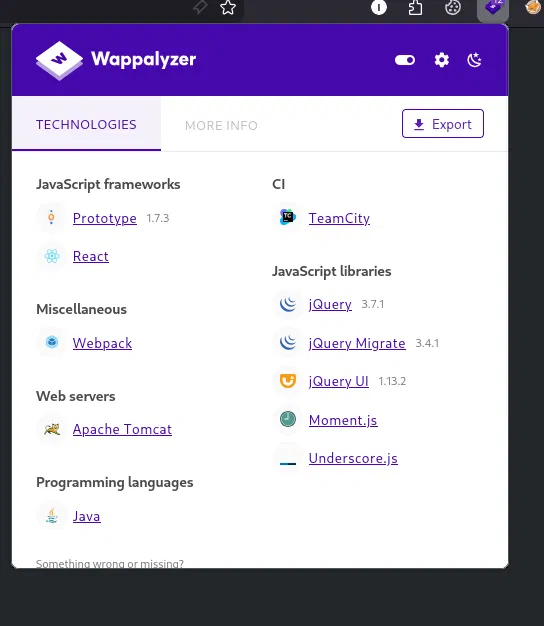 12
Wappalyzer
TECHNOLOGIES
MORE INFO
Export
JavaScript frameworks
Prototype 1.7.3
React
Miscellaneous
Webpack
Web servers
Apache Tomcat
Programming languages
Java
Something wrong or missing?
CI
TC
TeamCity
JavaScript libraries
jQuery 3.7.1
jQuery Migrate 3.4.1
jQuery UI 1.13.2
Moment.js
Underscore.js